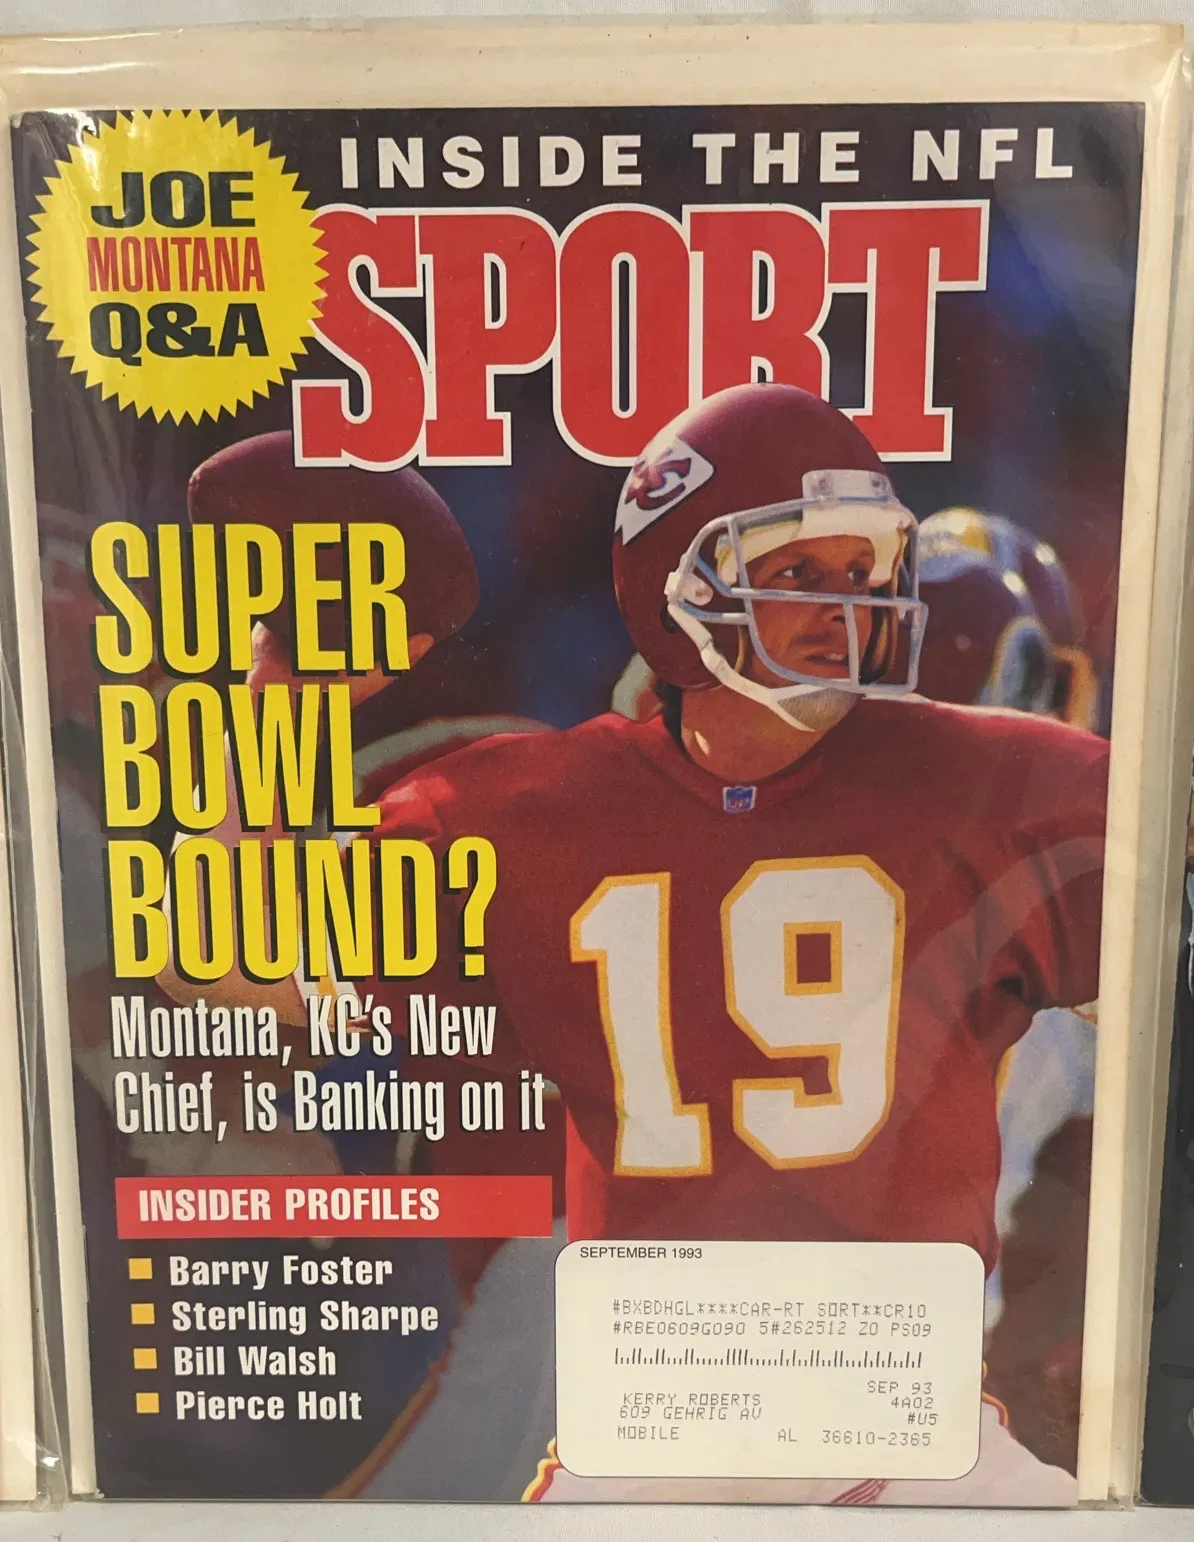 INSIDE THE NFL
JOE
MONTANA
Q&A
SPORT
KC
SUPER
BOWL
BOUND?
Montana, KC's New
Chief, is Banking on it
19
INSIDER PROFILES
Barry Foster
Sterling Sharpe
Bill Walsh
Pierce Holt
SEPTEMBER 1993
#BXBDHGL****CAR-RT SORT**CR10
#RBE0609G090 5#262512 Z0 PS09
SEP 93
KERRY ROBERTS 4A02
609 GEHRIG AV #U5
MOBILE AL 36610-2365